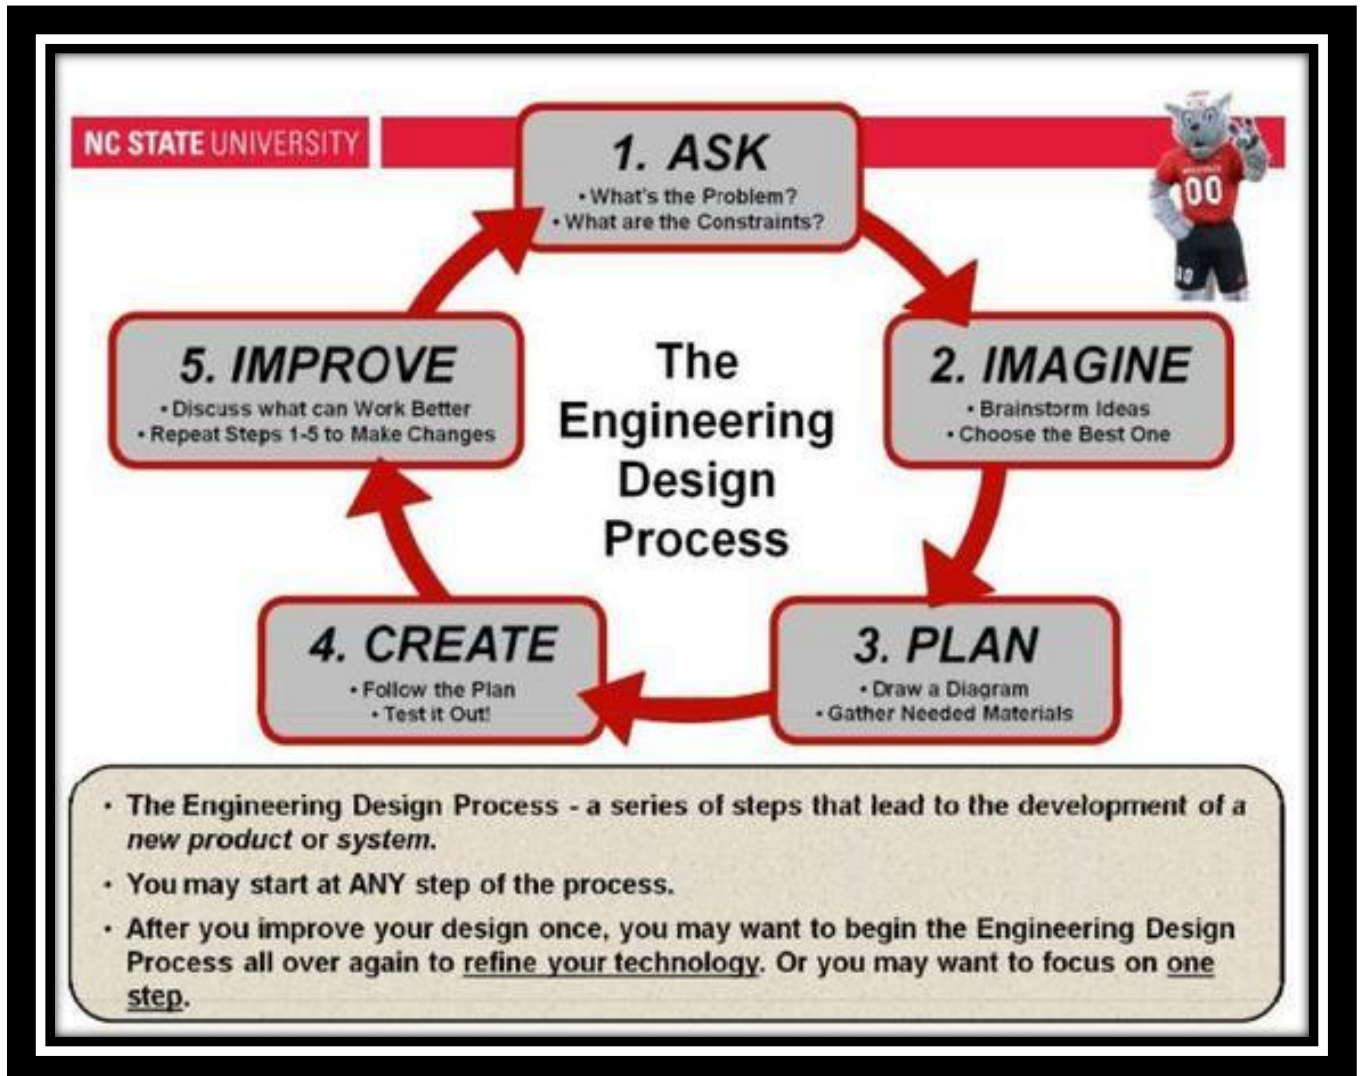 NC STATE UNIVERSITY
1. ASK
• What's the Problem?
• What are the Constraints?
5. IMPROVE
• Discuss what can Work Better
• Repeat Steps 1-5 to Make Changes
The
Engineering
Design
Process
2. IMAGINE
• Brainstorm Ideas
• Choose the Best One
4. CREATE
• Follow the Plan
• Test it Out!
3. PLAN
• Draw a Diagram
• Gather Needed Materials
• The Engineering Design Process - a series of steps that lead to the development of a
new product or system.
• You may start at ANY step of the process.
• After you improve your design once, you may want to begin the Engineering Design
Process all over again to refine your technology. Or you may want to focus on one
step.
00